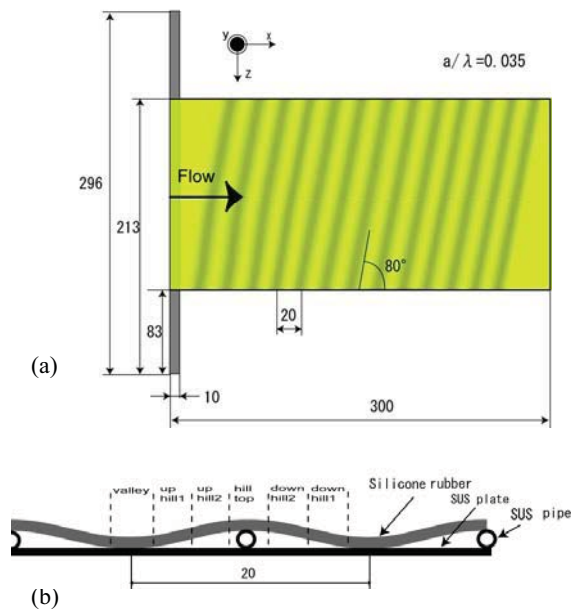 y
x
z
a/λ=0.035
Flow
296
213
80°
83
20
10
300
(a)
valley
up hill1
up hill2
hill top
down hill2
down hill1
Silicone rubber
SUS plate
SUS pipe
20
(b)